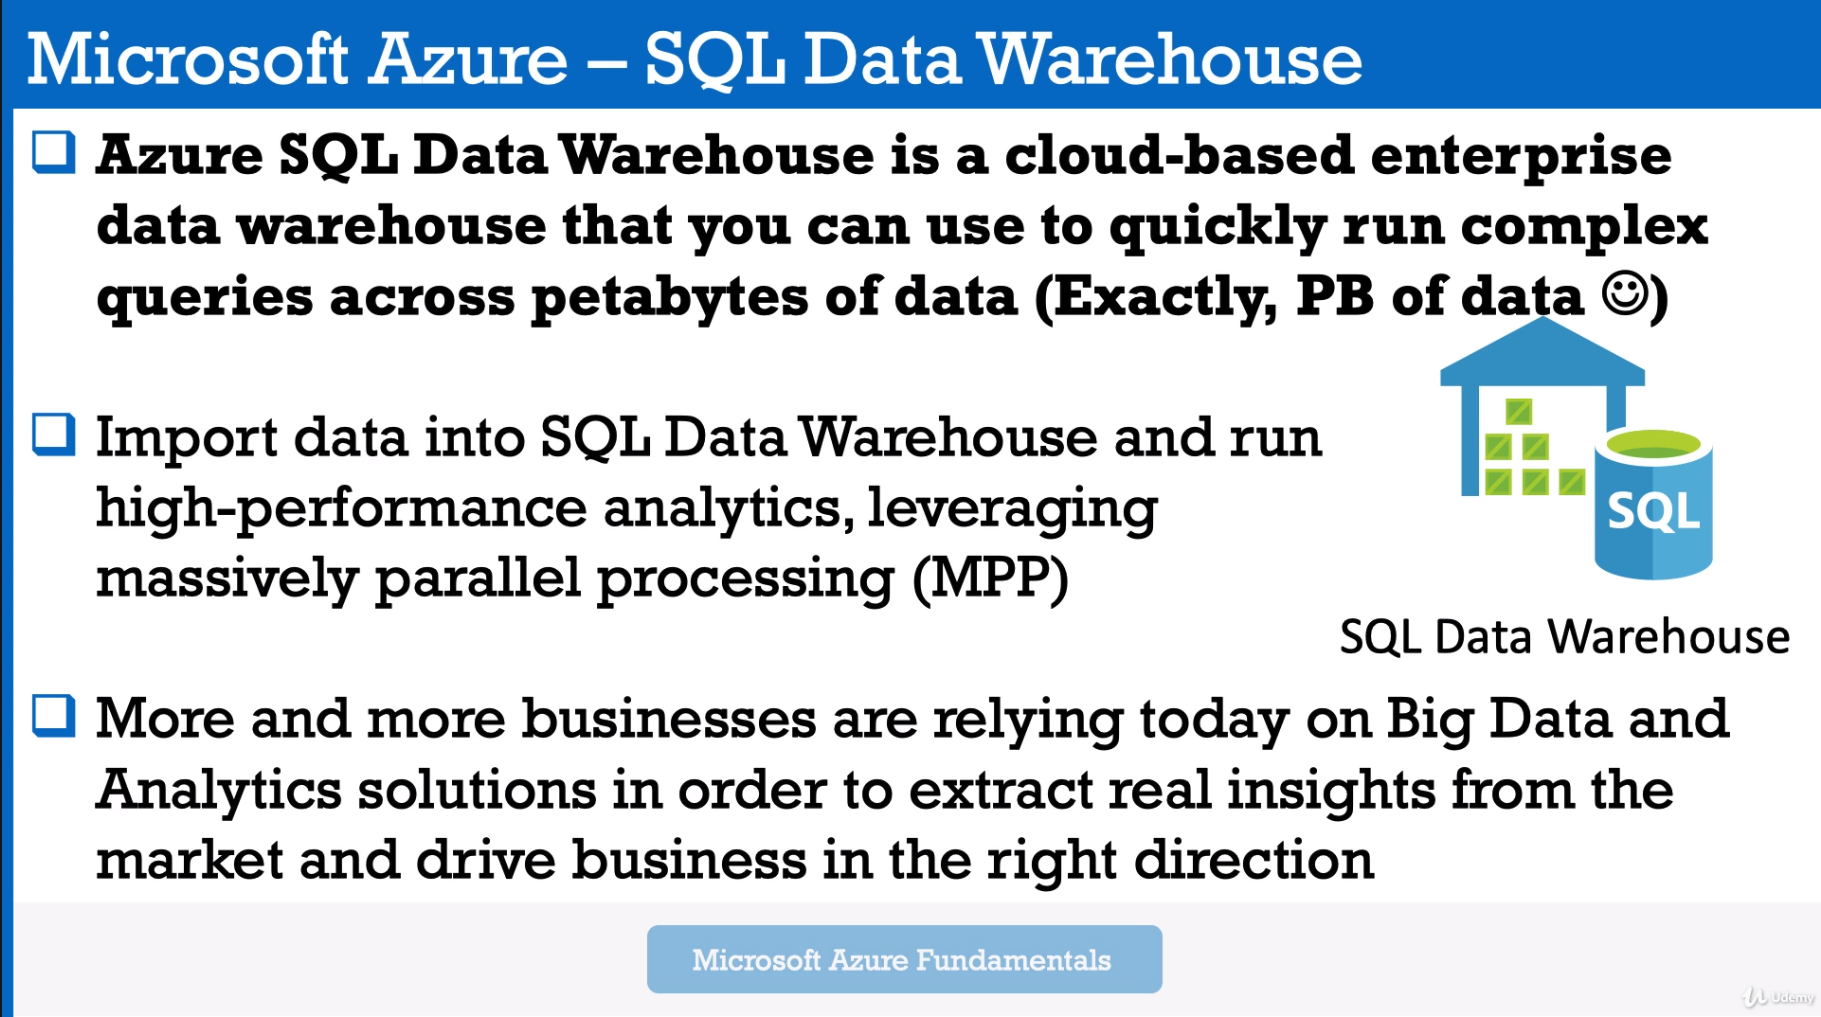 Microsoft Azure – SQL Data Warehouse
❑ Azure SQL Data Warehouse is a cloud-based enterprise
data warehouse that you can use to quickly run complex
queries across petabytes of data (Exactly, PB of data ☺)
❑ Import data into SQL Data Warehouse and run
high-performance analytics, leveraging
massively parallel processing (MPP)
SQL
SQL Data Warehouse
❑ More and more businesses are relying today on Big Data and
Analytics solutions in order to extract real insights from the
market and drive business in the right direction
Microsoft Azure Fundamentals
Udemy